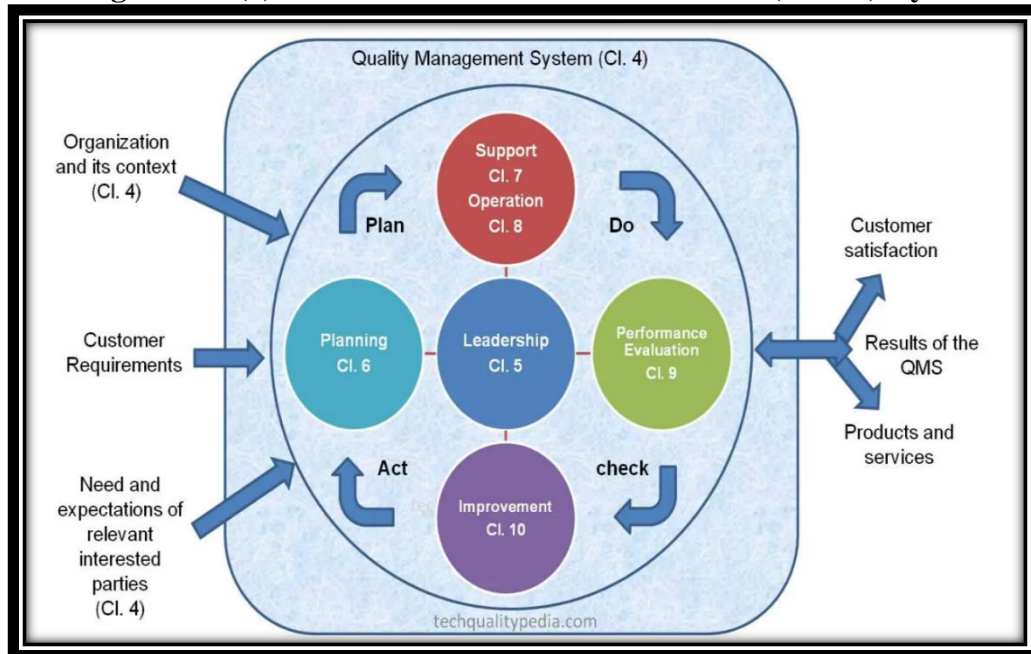 Quality Management System (Cl. 4)
Organization
and its context
(Cl. 4)
Support
Cl. 7
Operation
Cl. 8
Plan
Do
Customer
satisfaction
Customer
Requirements
Planning
Cl. 6
Leadership
Cl. 5
Performance
Evaluation
Cl. 9
Results of the
QMS
Products and
services
Act
check
Improvement
Cl. 10
Need and
expectations of
relevant
interested
parties
(Cl. 4)
techqualitypedia.com